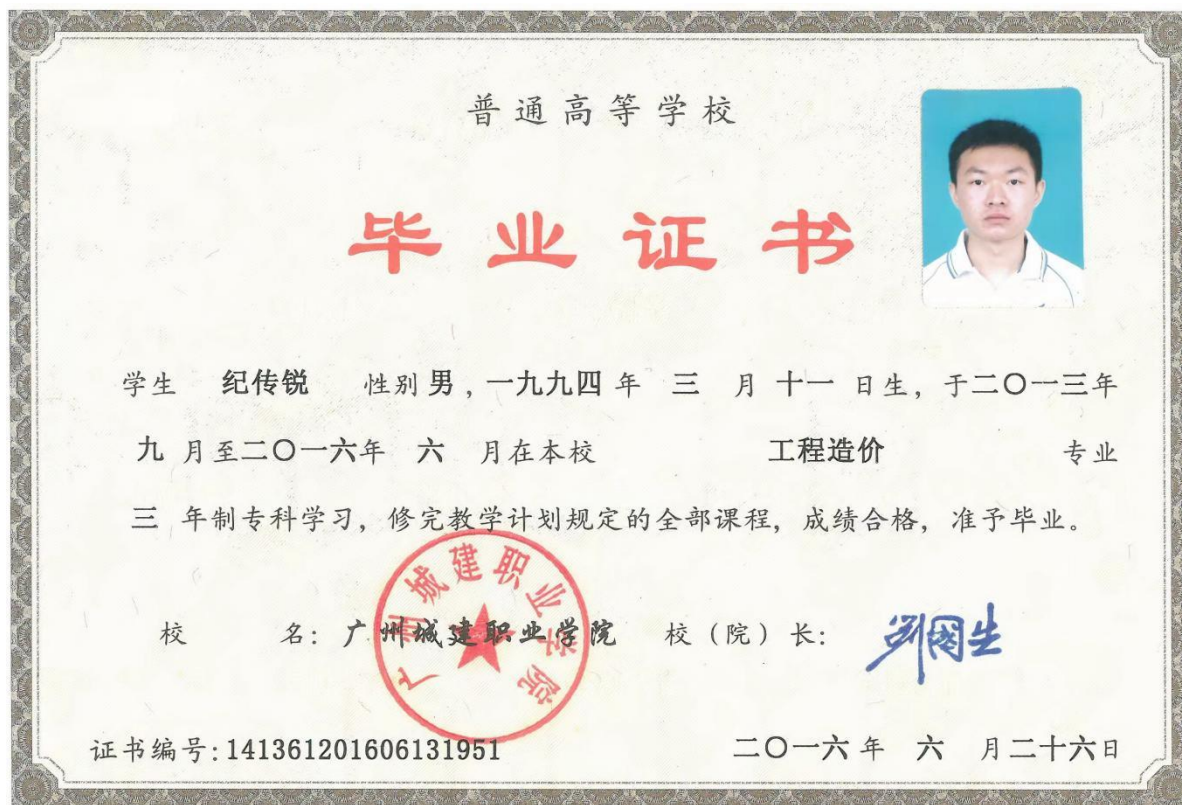 普通高等学校
毕业证书
学生 纪传锐 性别 男，一九九四 年 三 月 十一 日生，于二〇一三年
九 月至二〇一六年 六 月在本校 工程造价 专业
三 年制专科学习，修完教学计划规定的全部课程，成绩合格，准予毕业。
广州城建职业学院
校 名：广州城建职业学院 校（院）长：刘国生
证书编号：141361201606131951 二〇一六 年 六 月二十六日